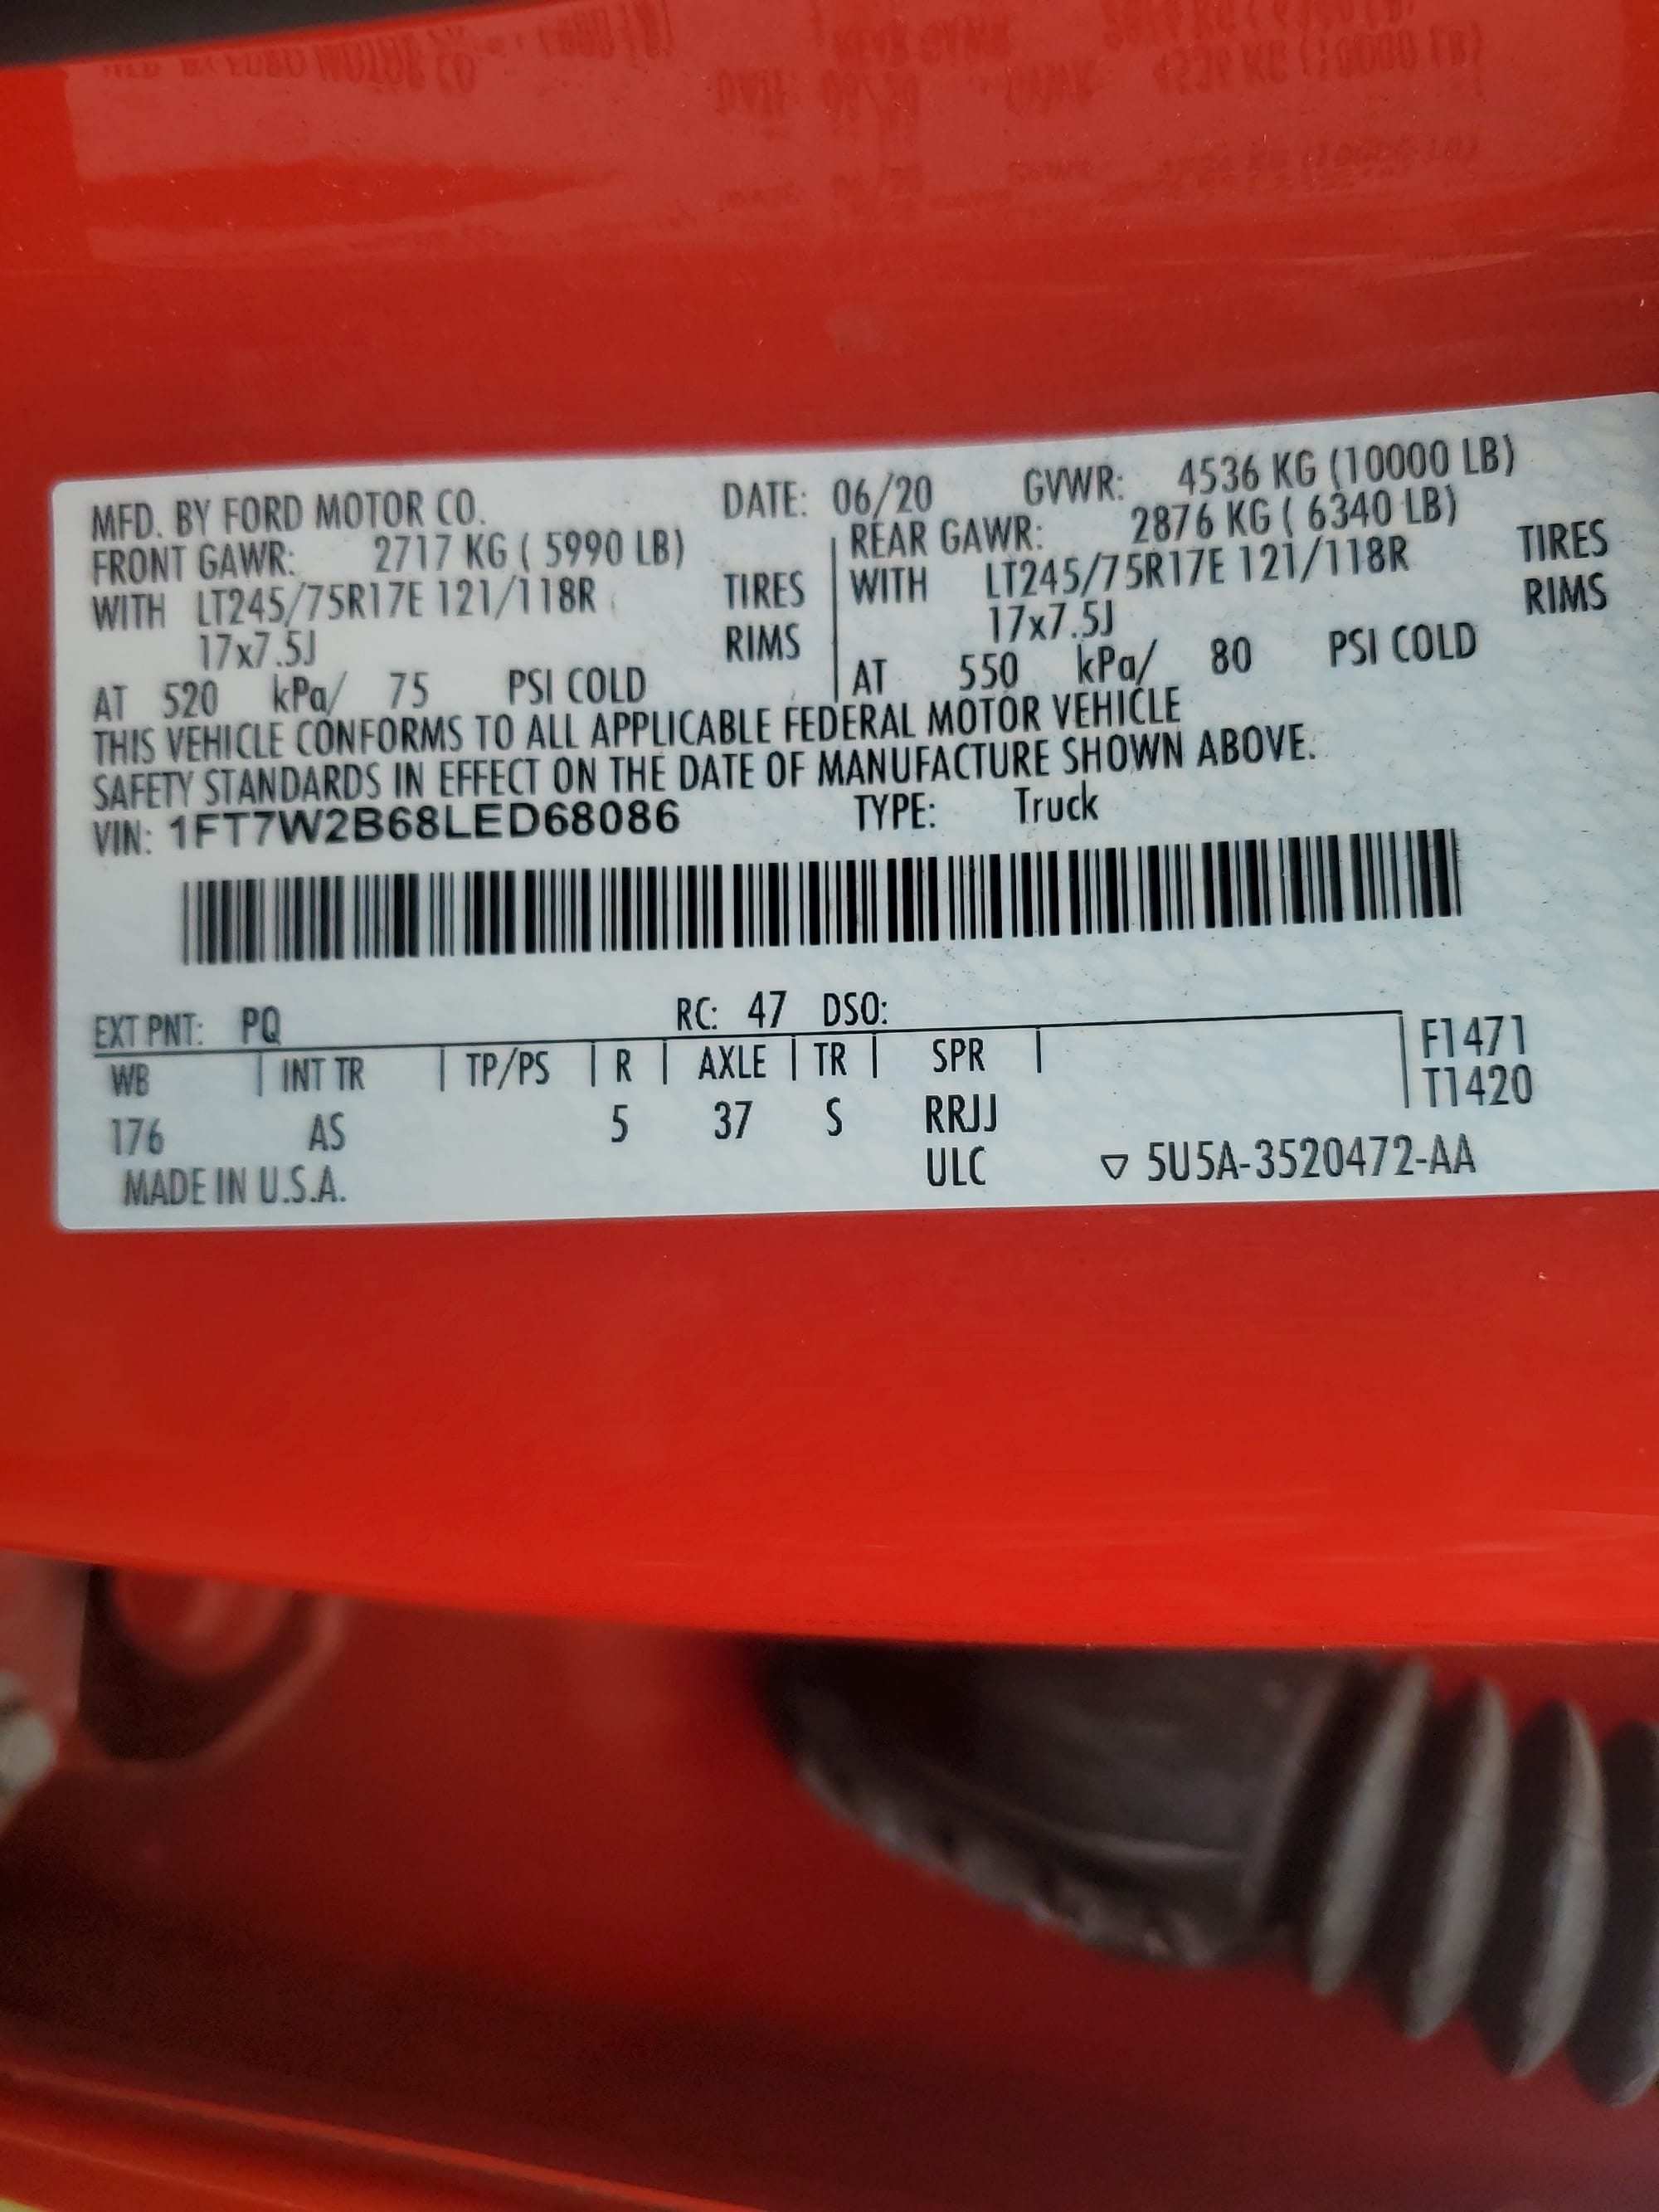 MFD. BY FORD MOTOR CO. DATE: 06/20 GVWR: 4536 KG (10000 LB)
FRONT GAWR: 2717 KG ( 5990 LB) REAR GAWR: 2876 KG ( 6340 LB)
WITH LT245/75R17E 121/118R TIRES WITH LT245/75R17E 121/118R TIRES
17x7.5J RIMS 17x7.5J RIMS
AT 520 kPa/ 75 PSI COLD AT 550 kPa/ 80 PSI COLD
THIS VEHICLE CONFORMS TO ALL APPLICABLE FEDERAL MOTOR VEHICLE
SAFETY STANDARDS IN EFFECT ON THE DATE OF MANUFACTURE SHOWN ABOVE.
VIN: 1FT7W2B68LED68086 TYPE: Truck
EXT PNT: PQ RC: 47 DSO:
WB | INT TR | TP/PS | R | AXLE | TR | SPR | F1471
T1420
176 AS 5 37 S RRJJ
MADE IN U.S.A. ULC ▽ 5U5A-3520472-AA